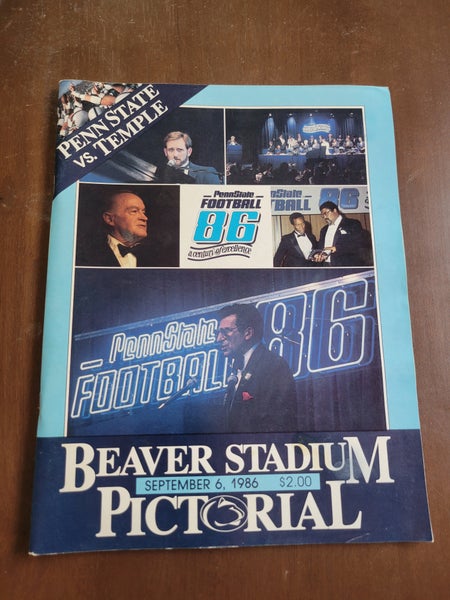 PENN STATE
VS. TEMPLE
PennState
FOOTBALL
86
a century of excellence
PennState
FOOTBALL 86
PennState
FOOTBALL 86
BEAVER STADIUM
SEPTEMBER 6, 1986 $2.00
PICTORIAL